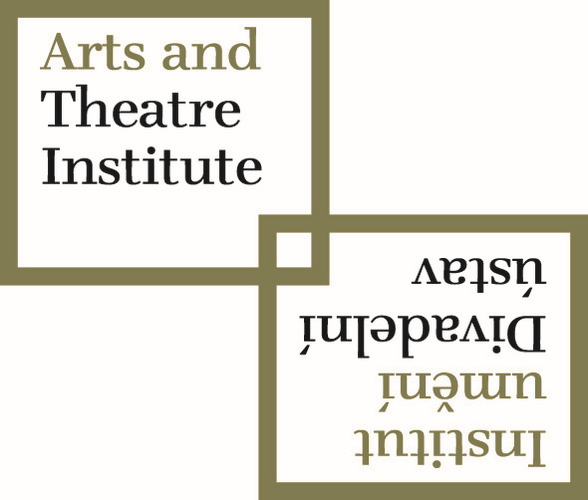 Arts and
Theatre
Institute
Institut
umění
Divadelní
ústav